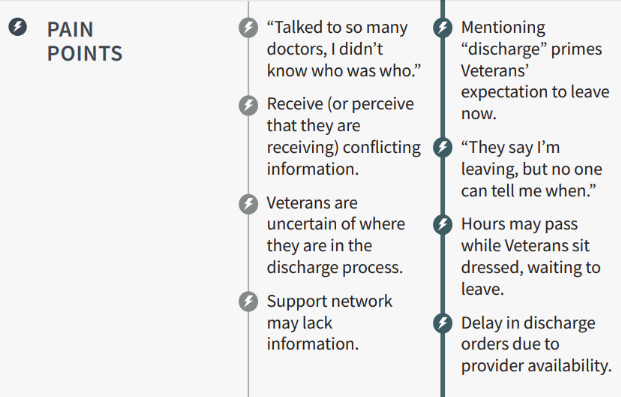 PAIN
POINTS
“Talked to so many
doctors, I didn’t
know who was who.”
Receive (or perceive
that they are
receiving) conflicting
information.
Veterans are
uncertain of where
they are in the
discharge process.
Support network
may lack
information.
Mentioning
“discharge” primes
Veterans’
expectation to leave
now.
“They say I’m
leaving, but no one
can tell me when.”
Hours may pass
while Veterans sit
dressed, waiting to
leave.
Delay in discharge
orders due to
provider availability.